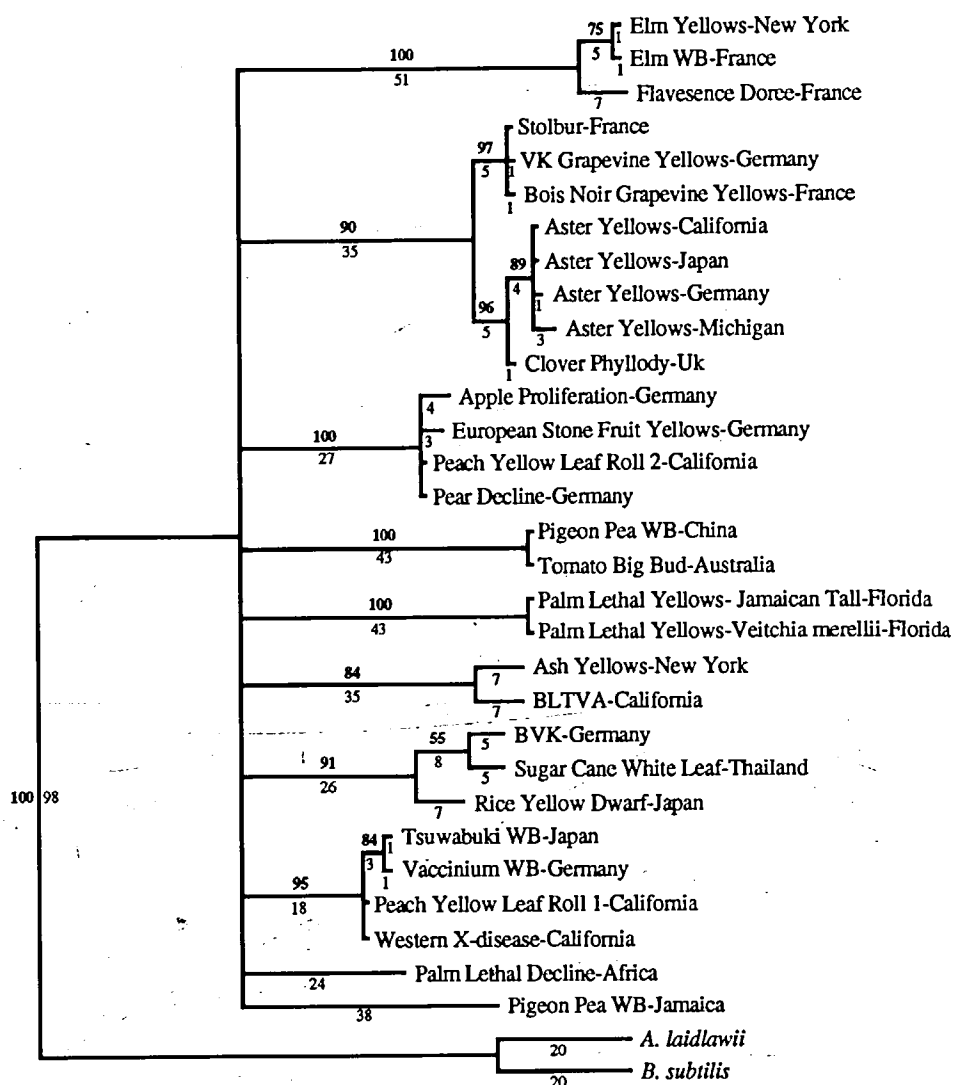 75 Elm Yellows-New York
1
100 5 Elm WB-France
1
51 Flavesence Doree-France
7
Stolbur-France
97 VK Grapevine Yellows-Germany
5 1
Bois Noir Grapevine Yellows-France
1
90 Aster Yellows-California
35
89 Aster Yellows-Japan
4
Aster Yellows-Germany
1
96 Aster Yellows-Michigan
5 3
Clover Phyllody-Uk
1
Apple Proliferation-Germany
4
100 European Stone Fruit Yellows-Germany
3
27 Peach Yellow Leaf Roll 2-California
Pear Decline-Germany
100 Pigeon Pea WB-China
43 Tomato Big Bud-Australia
100 Palm Lethal Yellows- Jamaican Tall-Florida
43 Palm Lethal Yellows-Veitchia merellii-Florida
84 Ash Yellows-New York
7
35 BLTVA-California
7
55 BVK-Germany
5
91 8 Sugar Cane White Leaf-Thailand
5
26 Rice Yellow Dwarf-Japan
7
100 98
84 Tsuwabuki WB-Japan
1
3 Vaccinium WB-Germany
1
95 Peach Yellow Leaf Roll 1-California
18
Western X-disease-California
Palm Lethal Decline-Africa
24
Pigeon Pea WB-Jamaica
38
A. laidlawii
20
B. subtilis
20